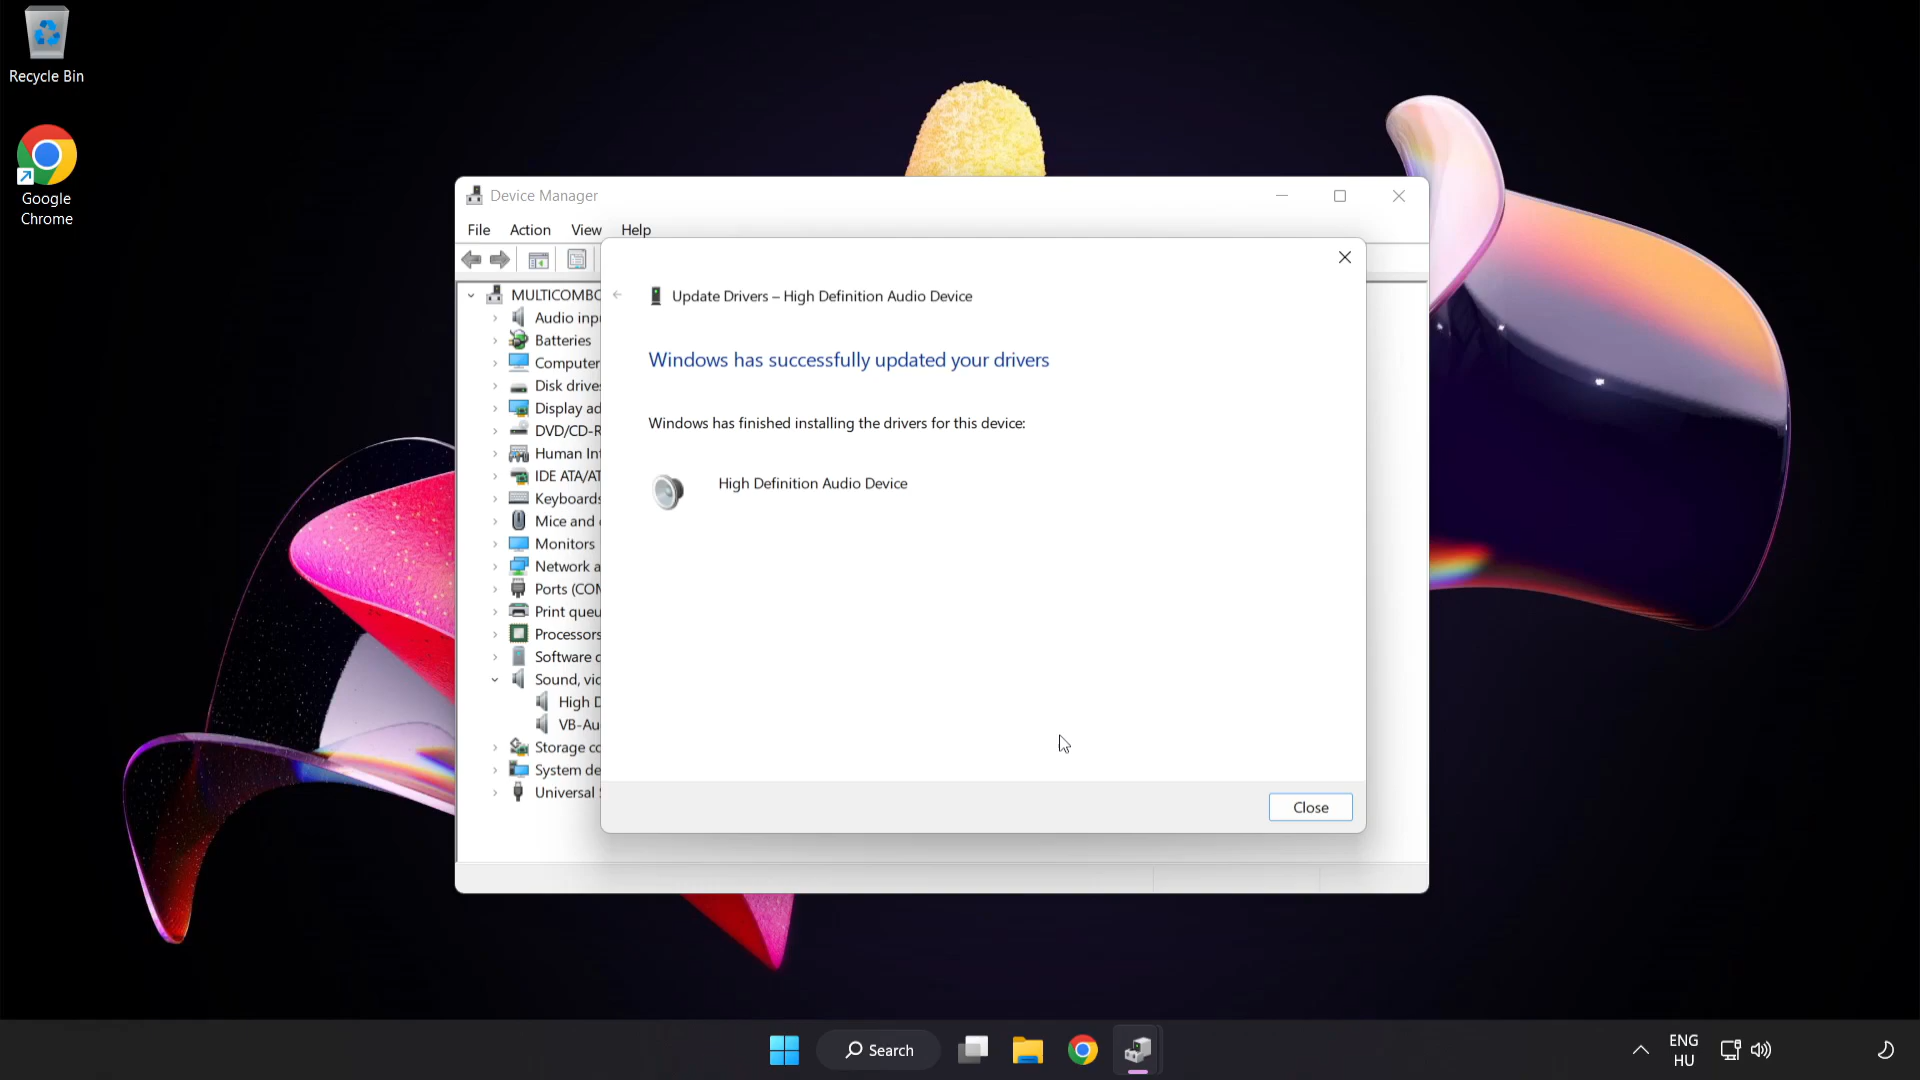 Recycle Bin
Google
Chrome
Device Manager
File Action View Help
MULTICOMBO
Audio inpu
Batteries
Computer
Disk drives
Display ad
DVD/CD-R
Human Int
IDE ATA/AT
Keyboards
Mice and
Monitors
Network a
Ports (COM
Print queu
Processors
Software
Sound, vid
High D
VB-Au
Storage co
System de
Universal
Update Drivers – High Definition Audio Device
Windows has successfully updated your drivers
Windows has finished installing the drivers for this device:
High Definition Audio Device
Close
Search
ENG
HU